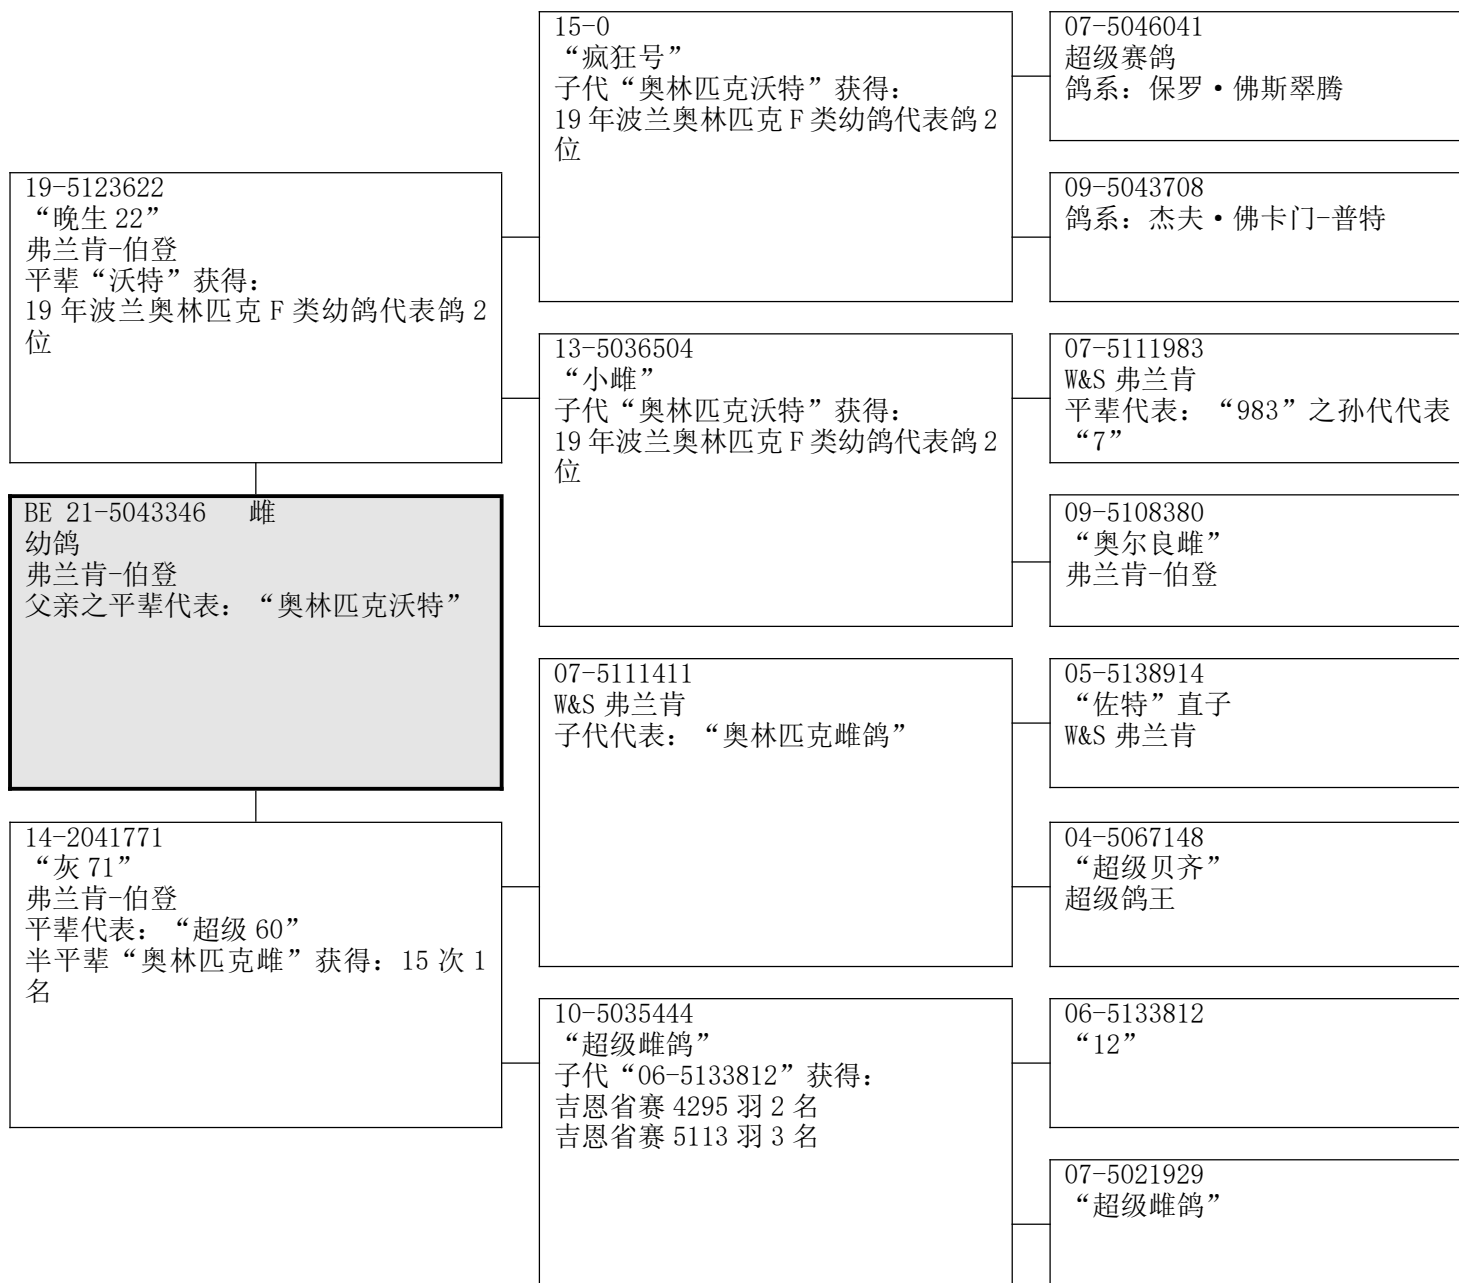 15-0
“疯狂号”
子代“奥林匹克沃特”获得：
19 年波兰奥林匹克 F 类幼鸽代表鸽 2
位
07-5046041
超级赛鸽
鸽系：保罗·佛斯翠腾
09-5043708
鸽系：杰夫·佛卡门-普特
19-5123622
“晚生 22”
弗兰肯-伯登
平辈“沃特”获得：
19 年波兰奥林匹克 F 类幼鸽代表鸽 2
位
13-5036504
“小雌”
子代“奥林匹克沃特”获得：
19 年波兰奥林匹克 F 类幼鸽代表鸽 2
位
07-5111983
W&S 弗兰肯
平辈代表：“983”之孙代代表
“7”
09-5108380
“奥尔良雌”
弗兰肯-伯登
BE 21-5043346 雌
幼鸽
弗兰肯-伯登
父亲之平辈代表：“奥林匹克沃特”
07-5111411
W&S 弗兰肯
子代代表：“奥林匹克雌鸽”
05-5138914
“佐特”直子
W&S 弗兰肯
04-5067148
“超级贝齐”
超级鸽王
14-2041771
“灰 71”
弗兰肯-伯登
平辈代表：“超级 60”
半平辈“奥林匹克雌”获得：15 次 1
名
10-5035444
“超级雌鸽”
子代“06-5133812”获得：
吉恩省赛 4295 羽 2 名
吉恩省赛 5113 羽 3 名
06-5133812
“12”
07-5021929
“超级雌鸽”